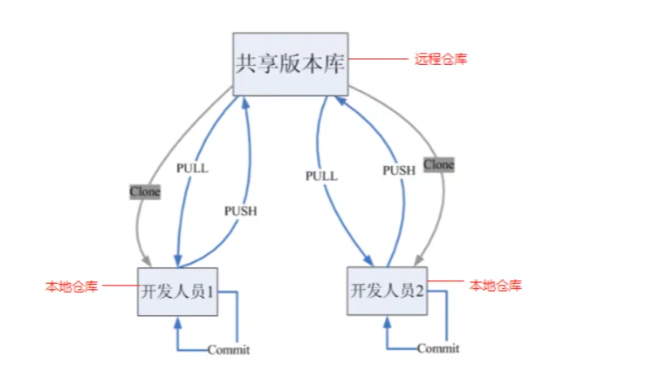 共享版本库
远程仓库
PULL
Clone
PUSH
PULL
PUSH
Clone
本地仓库
开发人员1
开发人员2
本地仓库
Commit
Commit